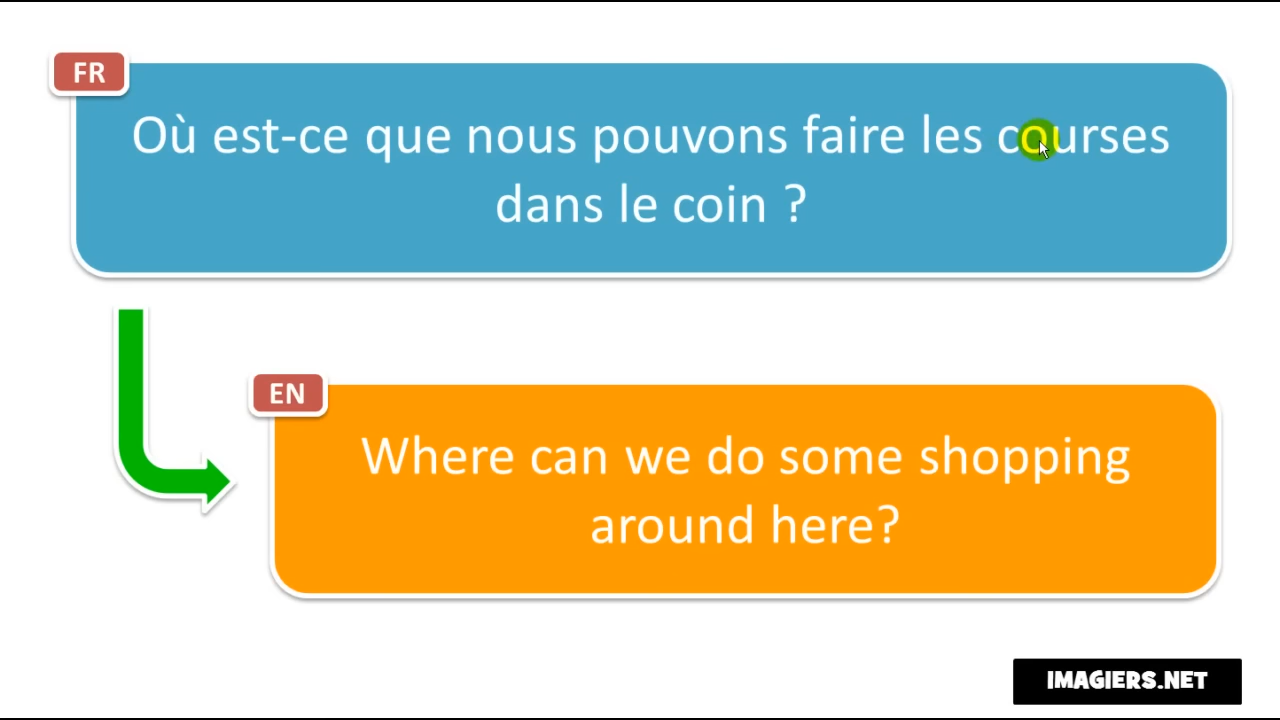 FR
Où est-ce que nous pouvons faire les courses
dans le coin ?
EN
Where can we do some shopping
around here?
IMAGIERS.NET